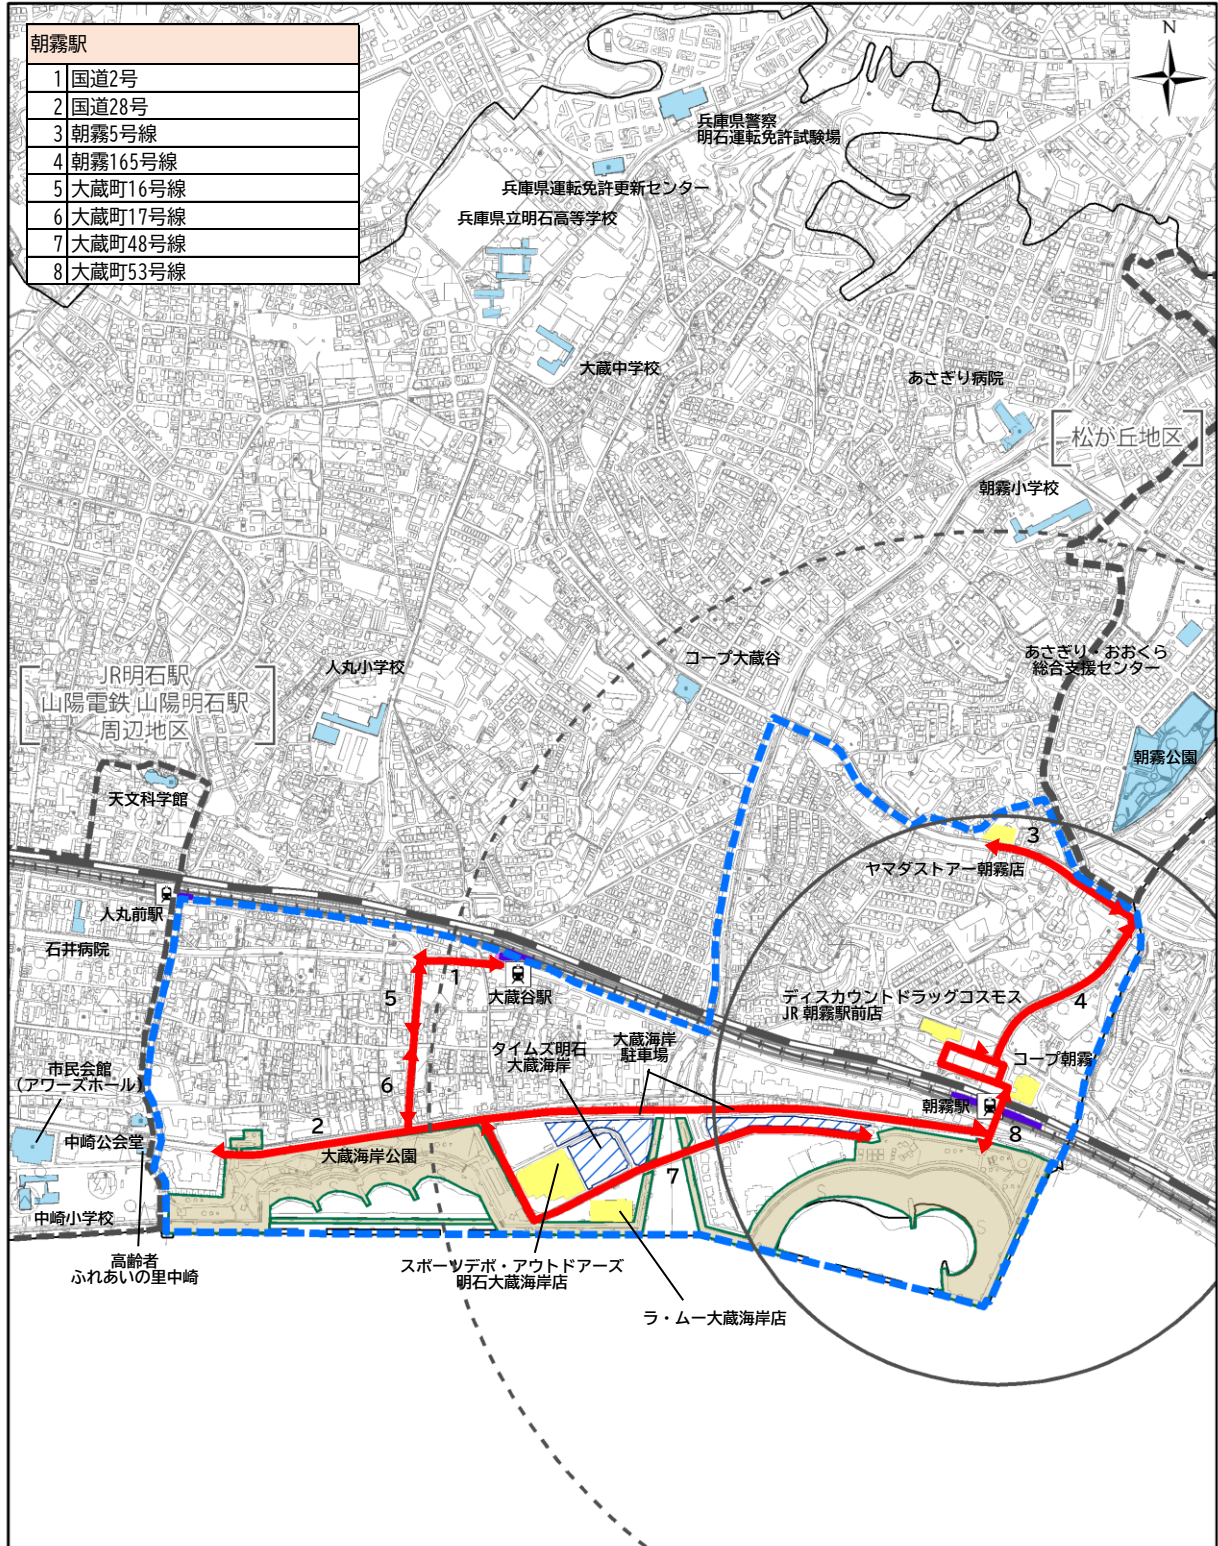 朝霧駅
1 国道2号
2 国道28号
3 朝霧5号線
4 朝霧165号線
5 大蔵町16号線
6 大蔵町17号線
7 大蔵町48号線
8 大蔵町53号線
N
兵庫県警察
明石運転免許試験場
兵庫県運転免許更新センター
兵庫県立明石高等学校
大蔵中学校
あさぎり病院
松が丘地区
朝霧小学校
JR明石駅
山陽電鉄 山陽明石駅
周辺地区
人丸小学校
コープ大蔵谷
あさぎり・おおくら
総合支援センター
朝霧公園
天文科学館
3
ヤマダストアー朝霧店
人丸前駅
石井病院
1
大蔵谷駅
5
ディスカウントドラッグコスモス
JR 朝霧駅前店
4
タイムズ明石
大蔵海岸
大蔵海岸
駐車場
コープ朝霧
市民会館
(アワーズホール)
6
朝霧駅
8
2
中崎公会堂
大蔵海岸公園
7
中崎小学校
高齢者
ふれあいの里中崎
スポーツデポ・アウトドアーズ
明石大蔵海岸店
ラ・ムー大蔵海岸店